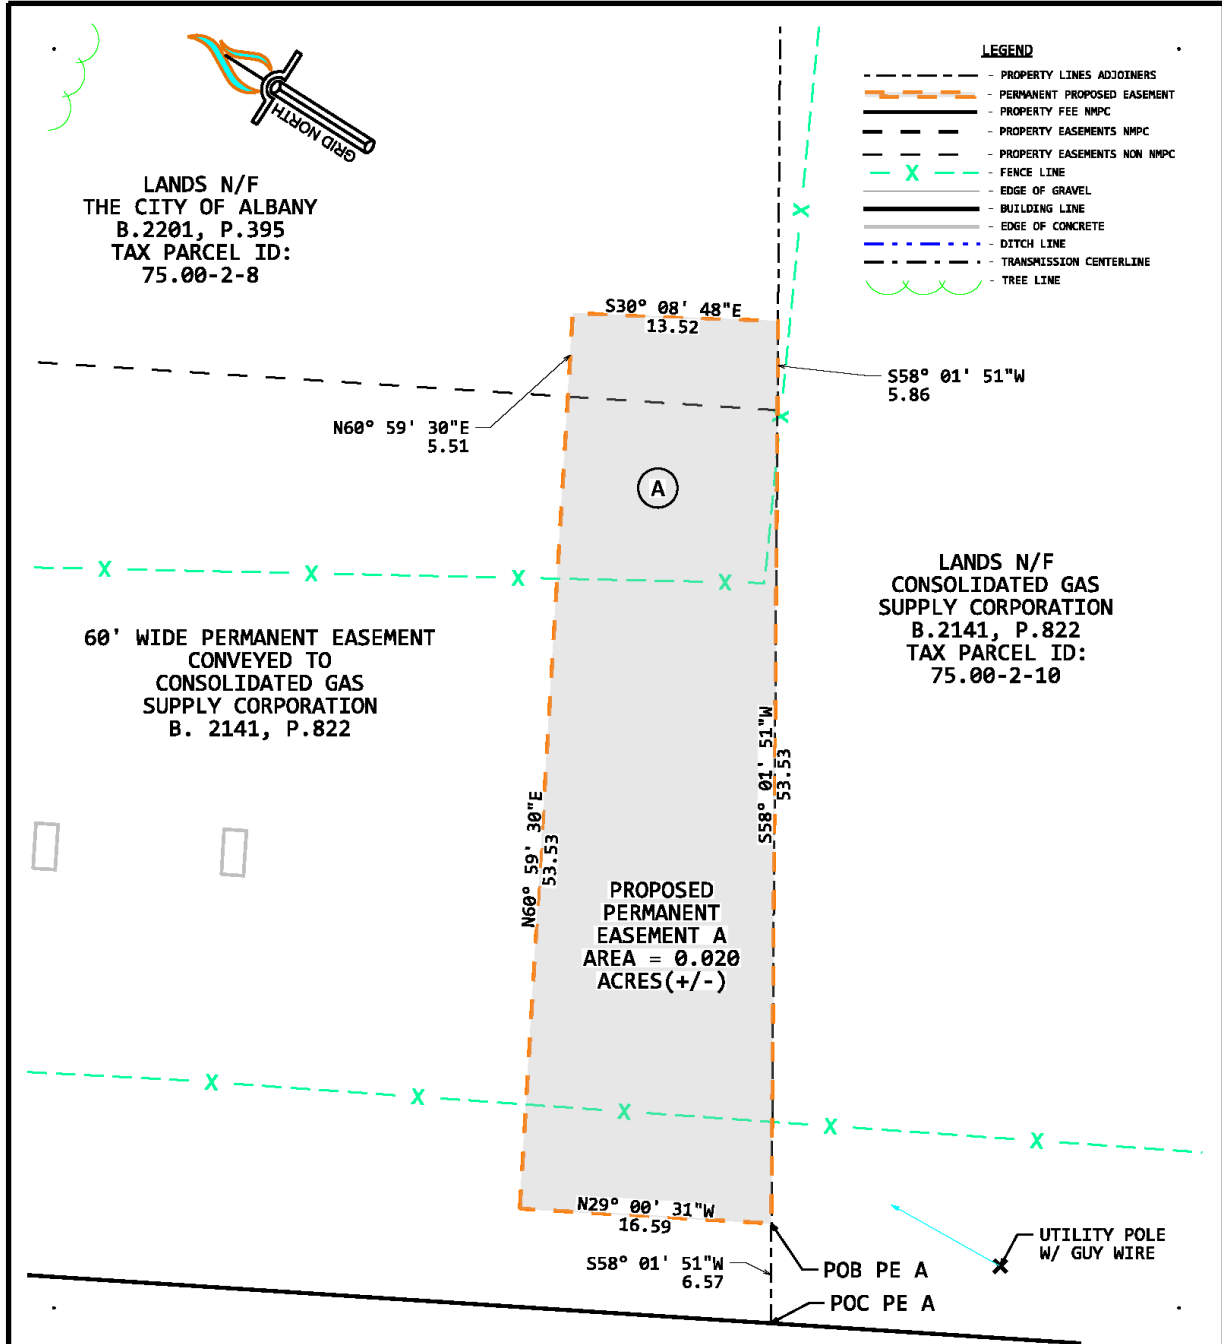 GRID NORTH
LANDS N/F
THE CITY OF ALBANY
B.2201, P.395
TAX PARCEL ID:
75.00-2-8
LEGEND
- PROPERTY LINES ADJOINERS
- PERMANENT PROPOSED EASEMENT
- PROPERTY FEE NMPC
- PROPERTY EASEMENTS NMPC
- PROPERTY EASEMENTS NON NMPC
X - FENCE LINE
- EDGE OF GRAVEL
- BUILDING LINE
- EDGE OF CONCRETE
- DITCH LINE
- TRANSMISSION CENTERLINE
- TREE LINE
X
S30° 08' 48"E
13.52
S58° 01' 51"W
5.86
N60° 59' 30"E
5.51
X
A
X X X X
LANDS N/F
CONSOLIDATED GAS
SUPPLY CORPORATION
B.2141, P.822
TAX PARCEL ID:
75.00-2-10
60' WIDE PERMANENT EASEMENT
CONVEYED TO
CONSOLIDATED GAS
SUPPLY CORPORATION
B. 2141, P.822
S58° 01' 51"W
53.53
N60° 59' 30"E
53.53
PROPOSED
PERMANENT
EASEMENT A
AREA = 0.020
ACRES(+/-)
X X X X X
N29° 00' 31"W
16.59
S58° 01' 51"W
6.57
POB PE A
POC PE A
UTILITY POLE
W/ GUY WIRE